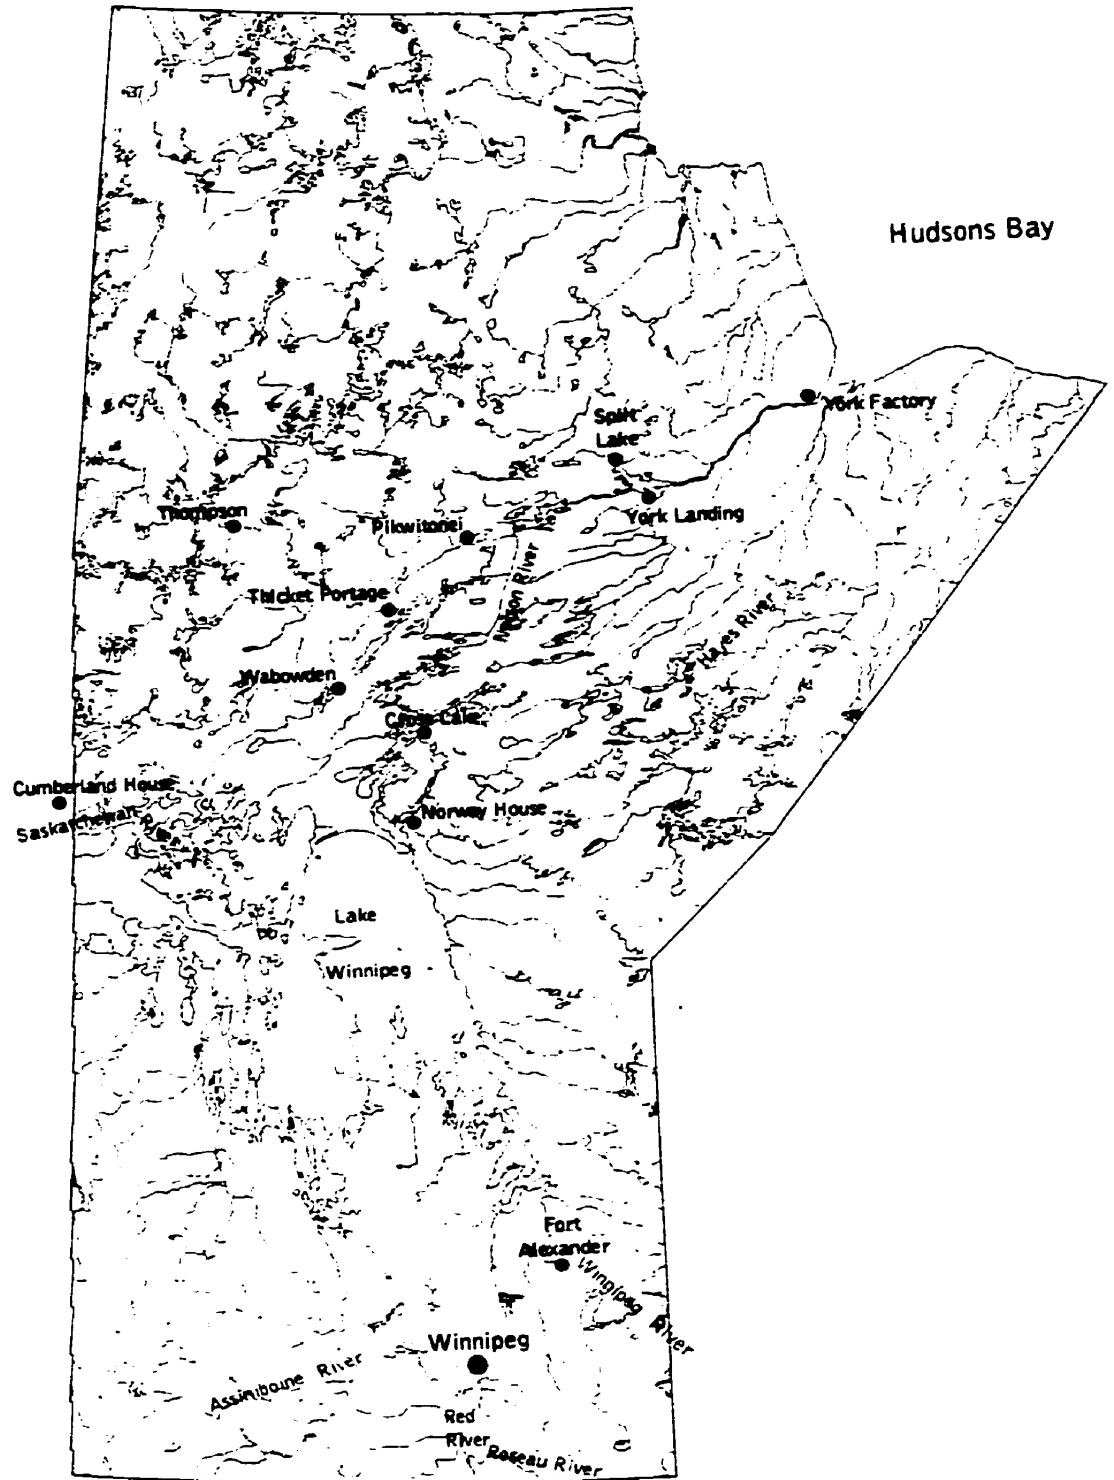 Hudsons Bay
York Factory
Split
Lake
Thompson
Pikwitonei
York Landing
Nelson River
Thicket Portage
Hayes River
Wabowden
Cross Lake
Cumberland House
Saskatchewan
Norway House
Lake
Winnipeg
Fort
Alexander
Winnipeg River
Winnipeg
Assiniboine River
Red
River
Roseau River